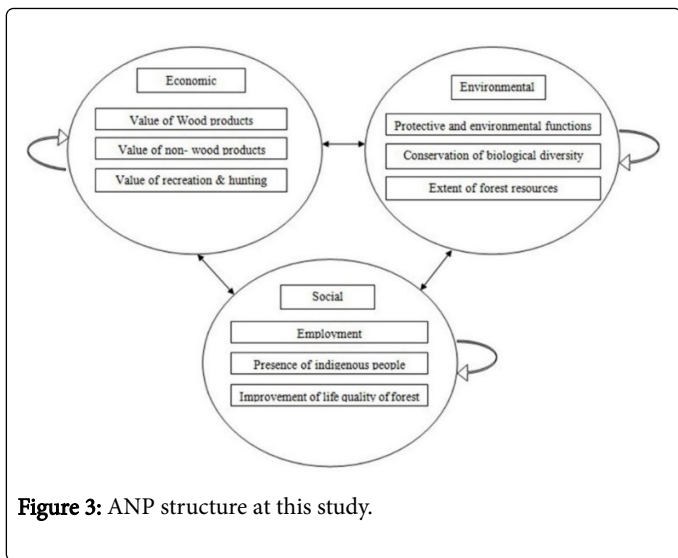 Economic
Value of Wood products
Value of non- wood products
Value of recreation & hunting
Environmental
Protective and environmental functions
Conservation of biological diversity
Extent of forest resources
Social
Employment
Presence of indigenous people
Improvement of life quality of forest
Figure 3: ANP structure at this study.